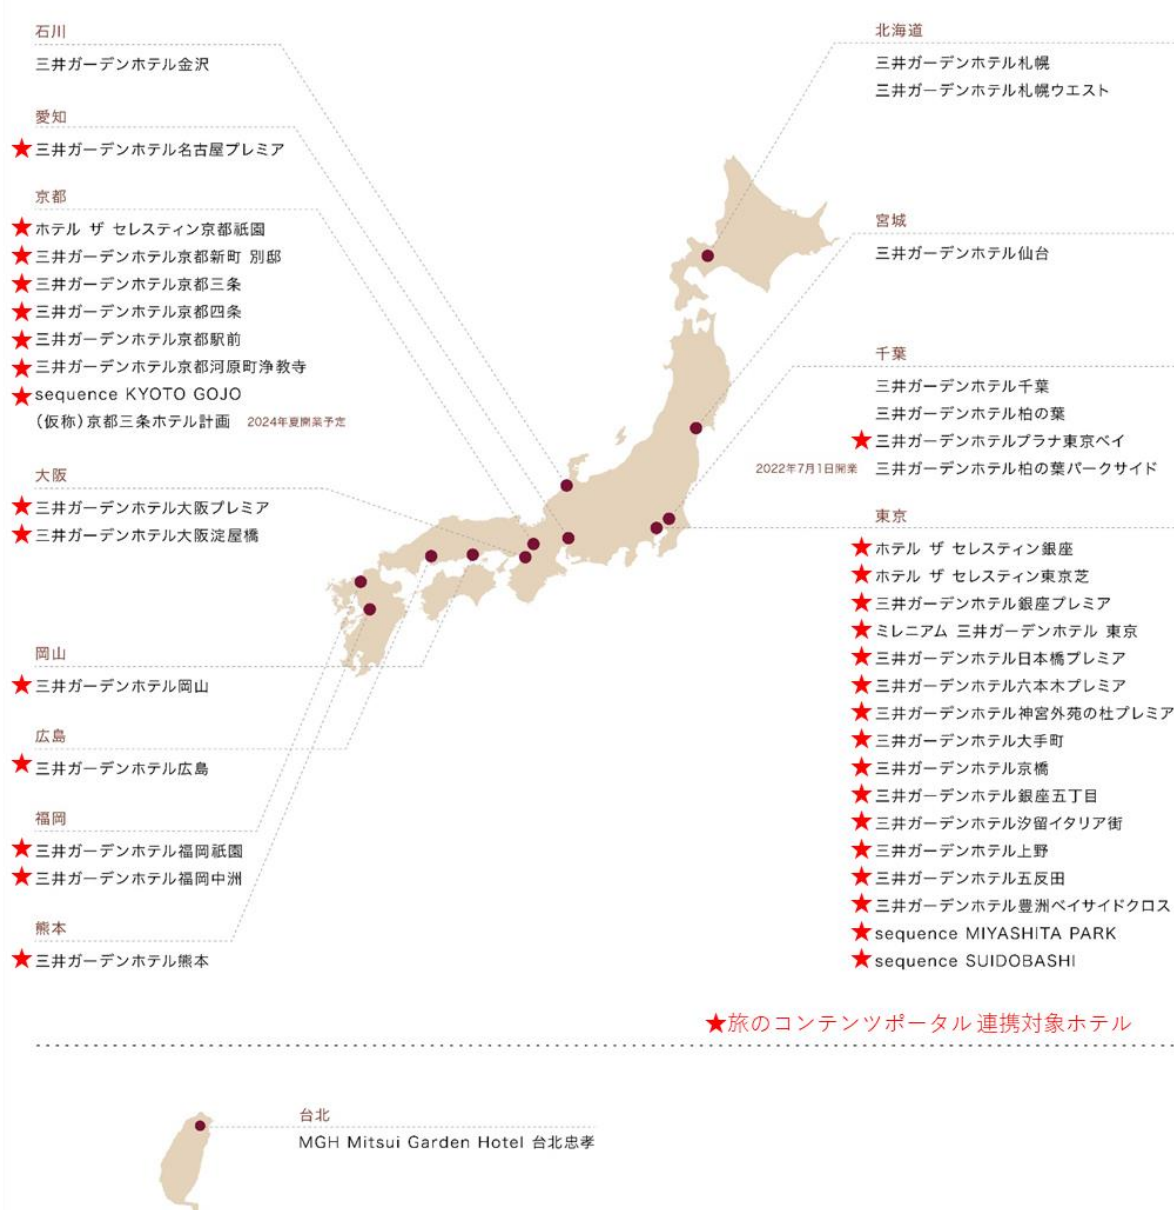 石川
三井ガーデンホテル金沢
愛知
★三井ガーデンホテル名古屋プレミア
京都
★ホテル ザ セレスティン京都祇園
★三井ガーデンホテル京都新町 別邸
★三井ガーデンホテル京都三条
★三井ガーデンホテル京都四条
★三井ガーデンホテル京都駅前
★三井ガーデンホテル京都河原町浄教寺
★sequence KYOTO GOJO
(仮称)京都三条ホテル計画 2024年夏開業予定
大阪
★三井ガーデンホテル大阪プレミア
★三井ガーデンホテル大阪淀屋橋
岡山
★三井ガーデンホテル岡山
広島
★三井ガーデンホテル広島
福岡
★三井ガーデンホテル福岡祇園
★三井ガーデンホテル福岡中洲
熊本
★三井ガーデンホテル熊本
北海道
三井ガーデンホテル札幌
三井ガーデンホテル札幌ウエスト
宮城
三井ガーデンホテル仙台
千葉
三井ガーデンホテル千葉
三井ガーデンホテル柏の葉
★三井ガーデンホテルプラナ東京ベイ
2022年7月1日開業 三井ガーデンホテル柏の葉パークサイド
東京
★ホテル ザ セレスティン銀座
★ホテル ザ セレスティン東京芝
★三井ガーデンホテル銀座プレミア
★ミレニアム 三井ガーデンホテル 東京
★三井ガーデンホテル日本橋プレミア
★三井ガーデンホテル六本木プレミア
★三井ガーデンホテル神宮外苑の杜プレミア
★三井ガーデンホテル大手町
★三井ガーデンホテル京橋
★三井ガーデンホテル銀座五丁目
★三井ガーデンホテル汐留イタリア街
★三井ガーデンホテル上野
★三井ガーデンホテル五反田
★三井ガーデンホテル豊洲ベイサイドクロス
★sequence MIYASHITA PARK
★sequence SUIDOBASHI
★旅のコンテンツポータル 連携対象ホテル
台北
MGH Mitsui Garden Hotel 台北忠孝